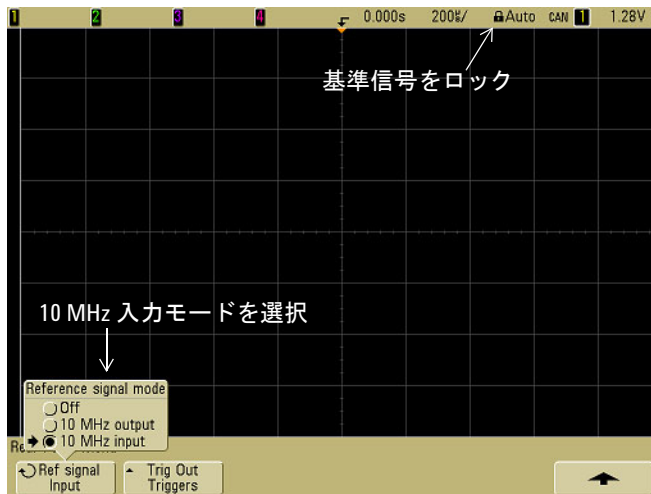 1 2 3 4 0.000s 200㎲/ Auto CAN 1 1.28V
基準信号をロック
10 MHz 入力モードを選択
Reference signal mode
Off
10 MHz output
10 MHz input
Ref signal
Input
Trig Out
Triggers